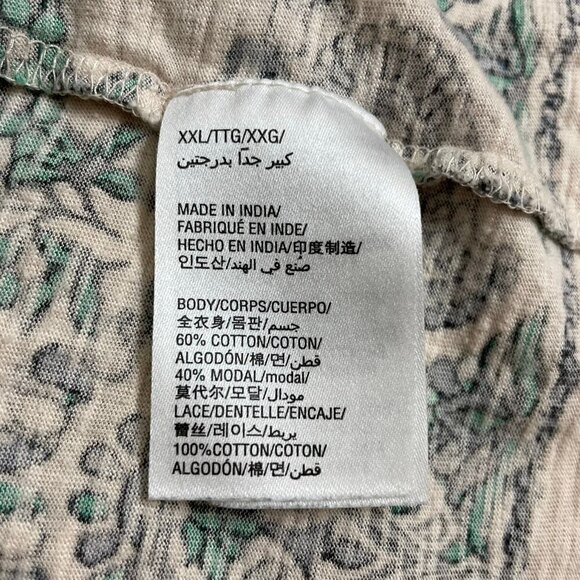 XXL/TTG/XXG/
كبير جدًا بدرجتين
MADE IN INDIA/
FABRIQUÉ EN INDE/
HECHO EN INDIA/印度制造/
인도산/صنع في الهند
BODY/CORPS/CUERPO/
全衣身/몸판/جسم/
60% COTTON/COTON/
ALGODÓN/棉/면/قطن/
40% MODAL/modal/
莫代尔/모달/مودال/
LACE/DENTELLE/ENCAJE/
蕾丝/레이스/يربط/
100%COTTON/COTON/
ALGODÓN/棉/면/قطن/